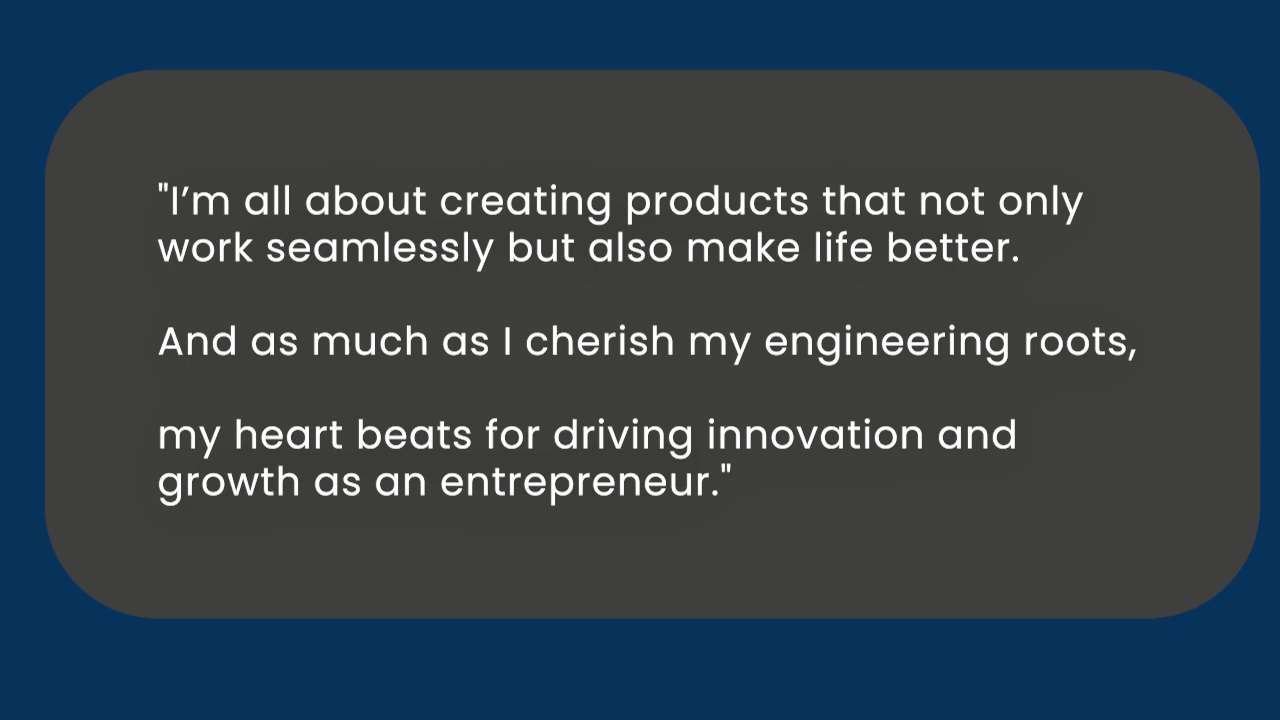 "I’m all about creating products that not only
work seamlessly but also make life better.
And as much as I cherish my engineering roots,
my heart beats for driving innovation and
growth as an entrepreneur."